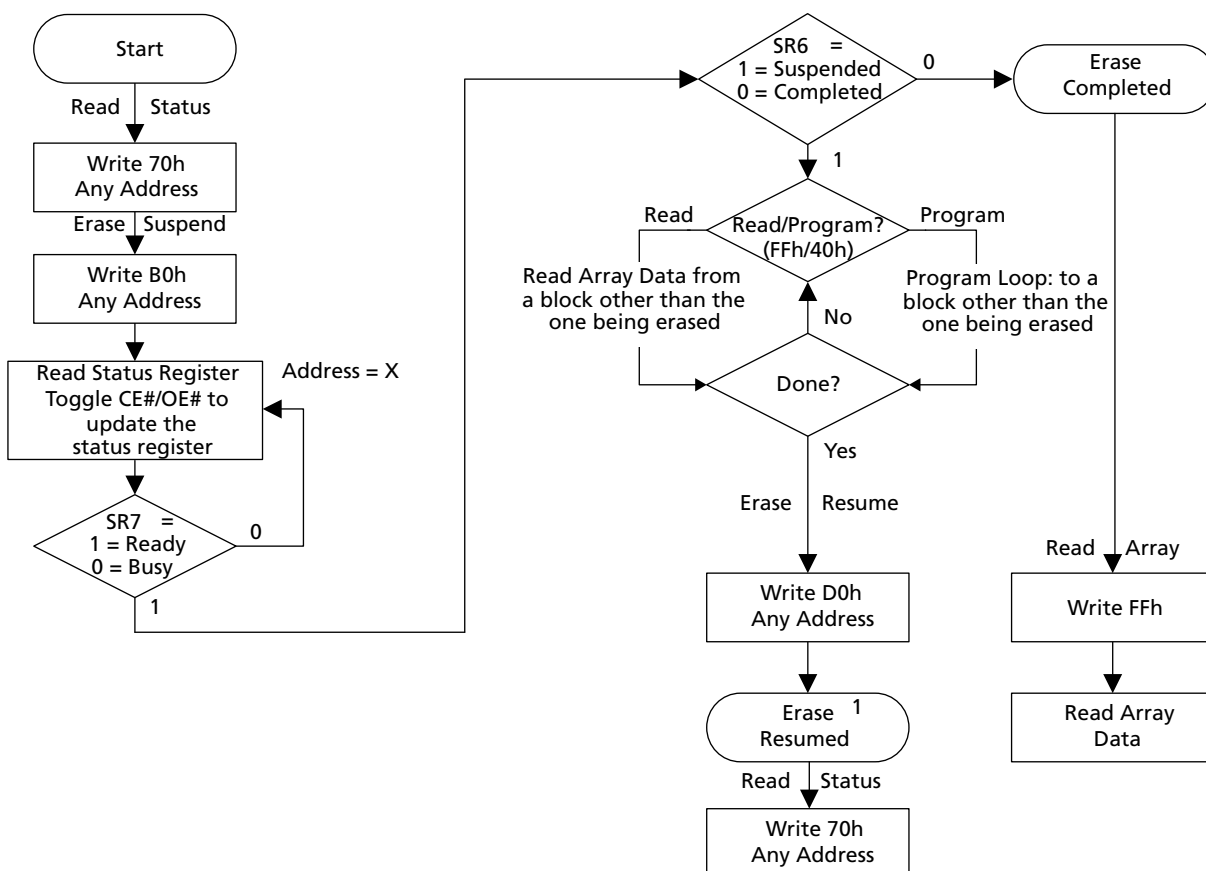 Start
Read Status
Write 70h
Any Address
Erase Suspend
Write B0h
Any Address
Read Status Register
Toggle CE#/OE# to
update the
status register
Address = X
SR7 =
1 = Ready
0 = Busy
0
1
SR6 =
1 = Suspended
0 = Completed
0
1
Read/Program?
(FFh/40h)
Read
Program
Read Array Data from
a block other than the
one being erased
Program Loop: to a
block other than the
one being erased
No
Done?
Yes
Erase Resume
Write D0h
Any Address
Erase 1
Resumed
Read Status
Write 70h
Any Address
Erase
Completed
Read Array
Write FFh
Read Array
Data